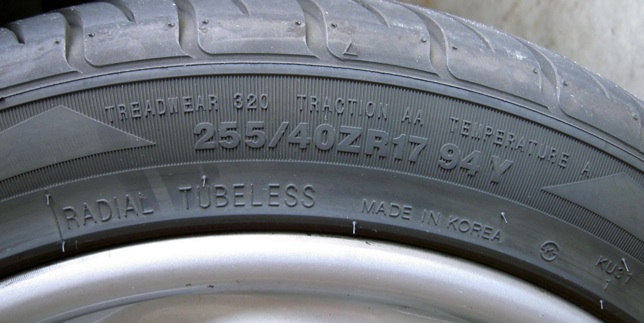 TREADWEAR 320 TRACTION AA TEMPERATURE A
255/40ZR17 94Y
RADIAL TUBELESS MADE IN KOREA